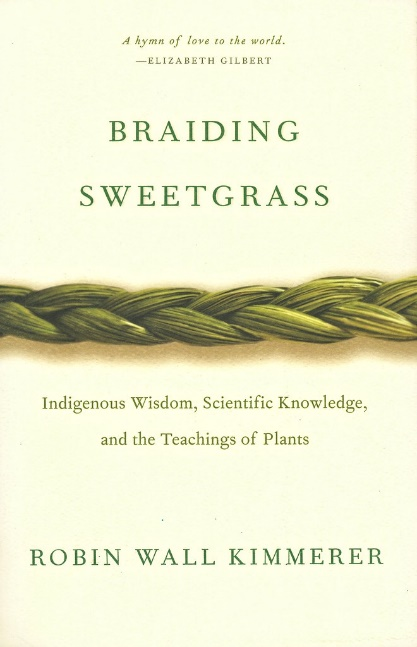 A hymn of love to the world.
—ELIZABETH GILBERT
BRAIDING
SWEETGRASS
Indigenous Wisdom, Scientific Knowledge,
and the Teachings of Plants
ROBIN WALL KIMMERER